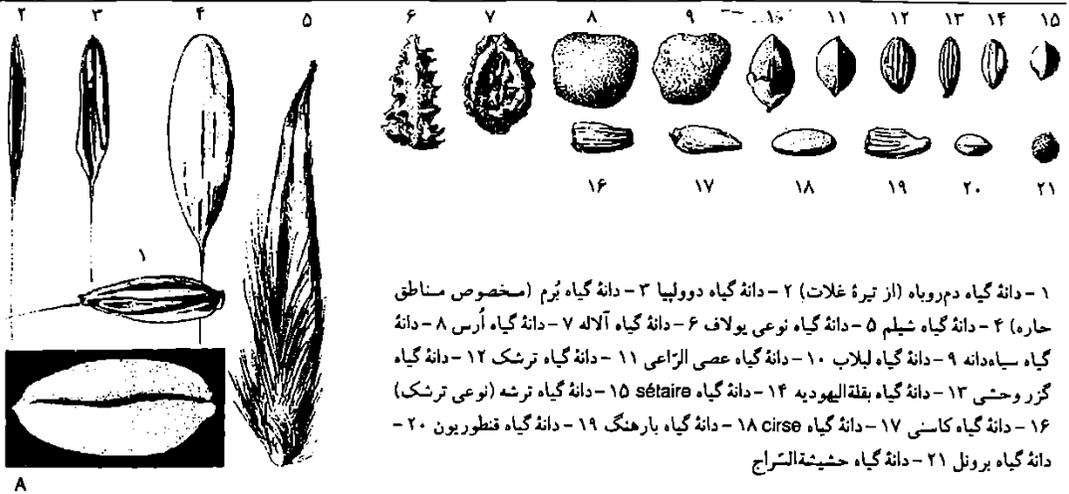 ۲ ۳ ۴ ۵ ۶ ۷ ۸ ۹ ۱۰ ۱۱ ۱۲ ۱۳ ۱۴ ۱۵
۱۶ ۱۷ ۱۸ ۱۹ ۲۰ ۲۱
۱
۱ - دانهٔ گیاه دم‌روباه (از تیرهٔ غلات) ۲ - دانهٔ گیاه دوولپیا ۳ - دانهٔ گیاه بُرم (مخصوص مناطق
حاره) ۴ - دانهٔ گیاه شیلم ۵ - دانهٔ گیاه نوعی یولاف ۶ - دانهٔ گیاه آلاله ۷ - دانهٔ گیاه اُرس ۸ - دانهٔ
گیاه سیاه‌دانه ۹ - دانهٔ گیاه لبلاب ۱۰ - دانهٔ گیاه عصی الرّاعی ۱۱ - دانهٔ گیاه ترشک ۱۲ - دانهٔ گیاه
گزر وحشی ۱۳ - دانهٔ گیاه بقلةالیهودیه ۱۴ - دانهٔ گیاه sétaire ۱۵ - دانهٔ گیاه ترشه (نوعی ترشک)
۱۶ - دانهٔ گیاه کاسنی ۱۷ - دانهٔ گیاه cirse ۱۸ - دانهٔ گیاه بارهنگ ۱۹ - دانهٔ گیاه قنطوریون ۲۰ -
دانهٔ گیاه برونل ۲۱ - دانهٔ گیاه حشیشةالسّراج
A